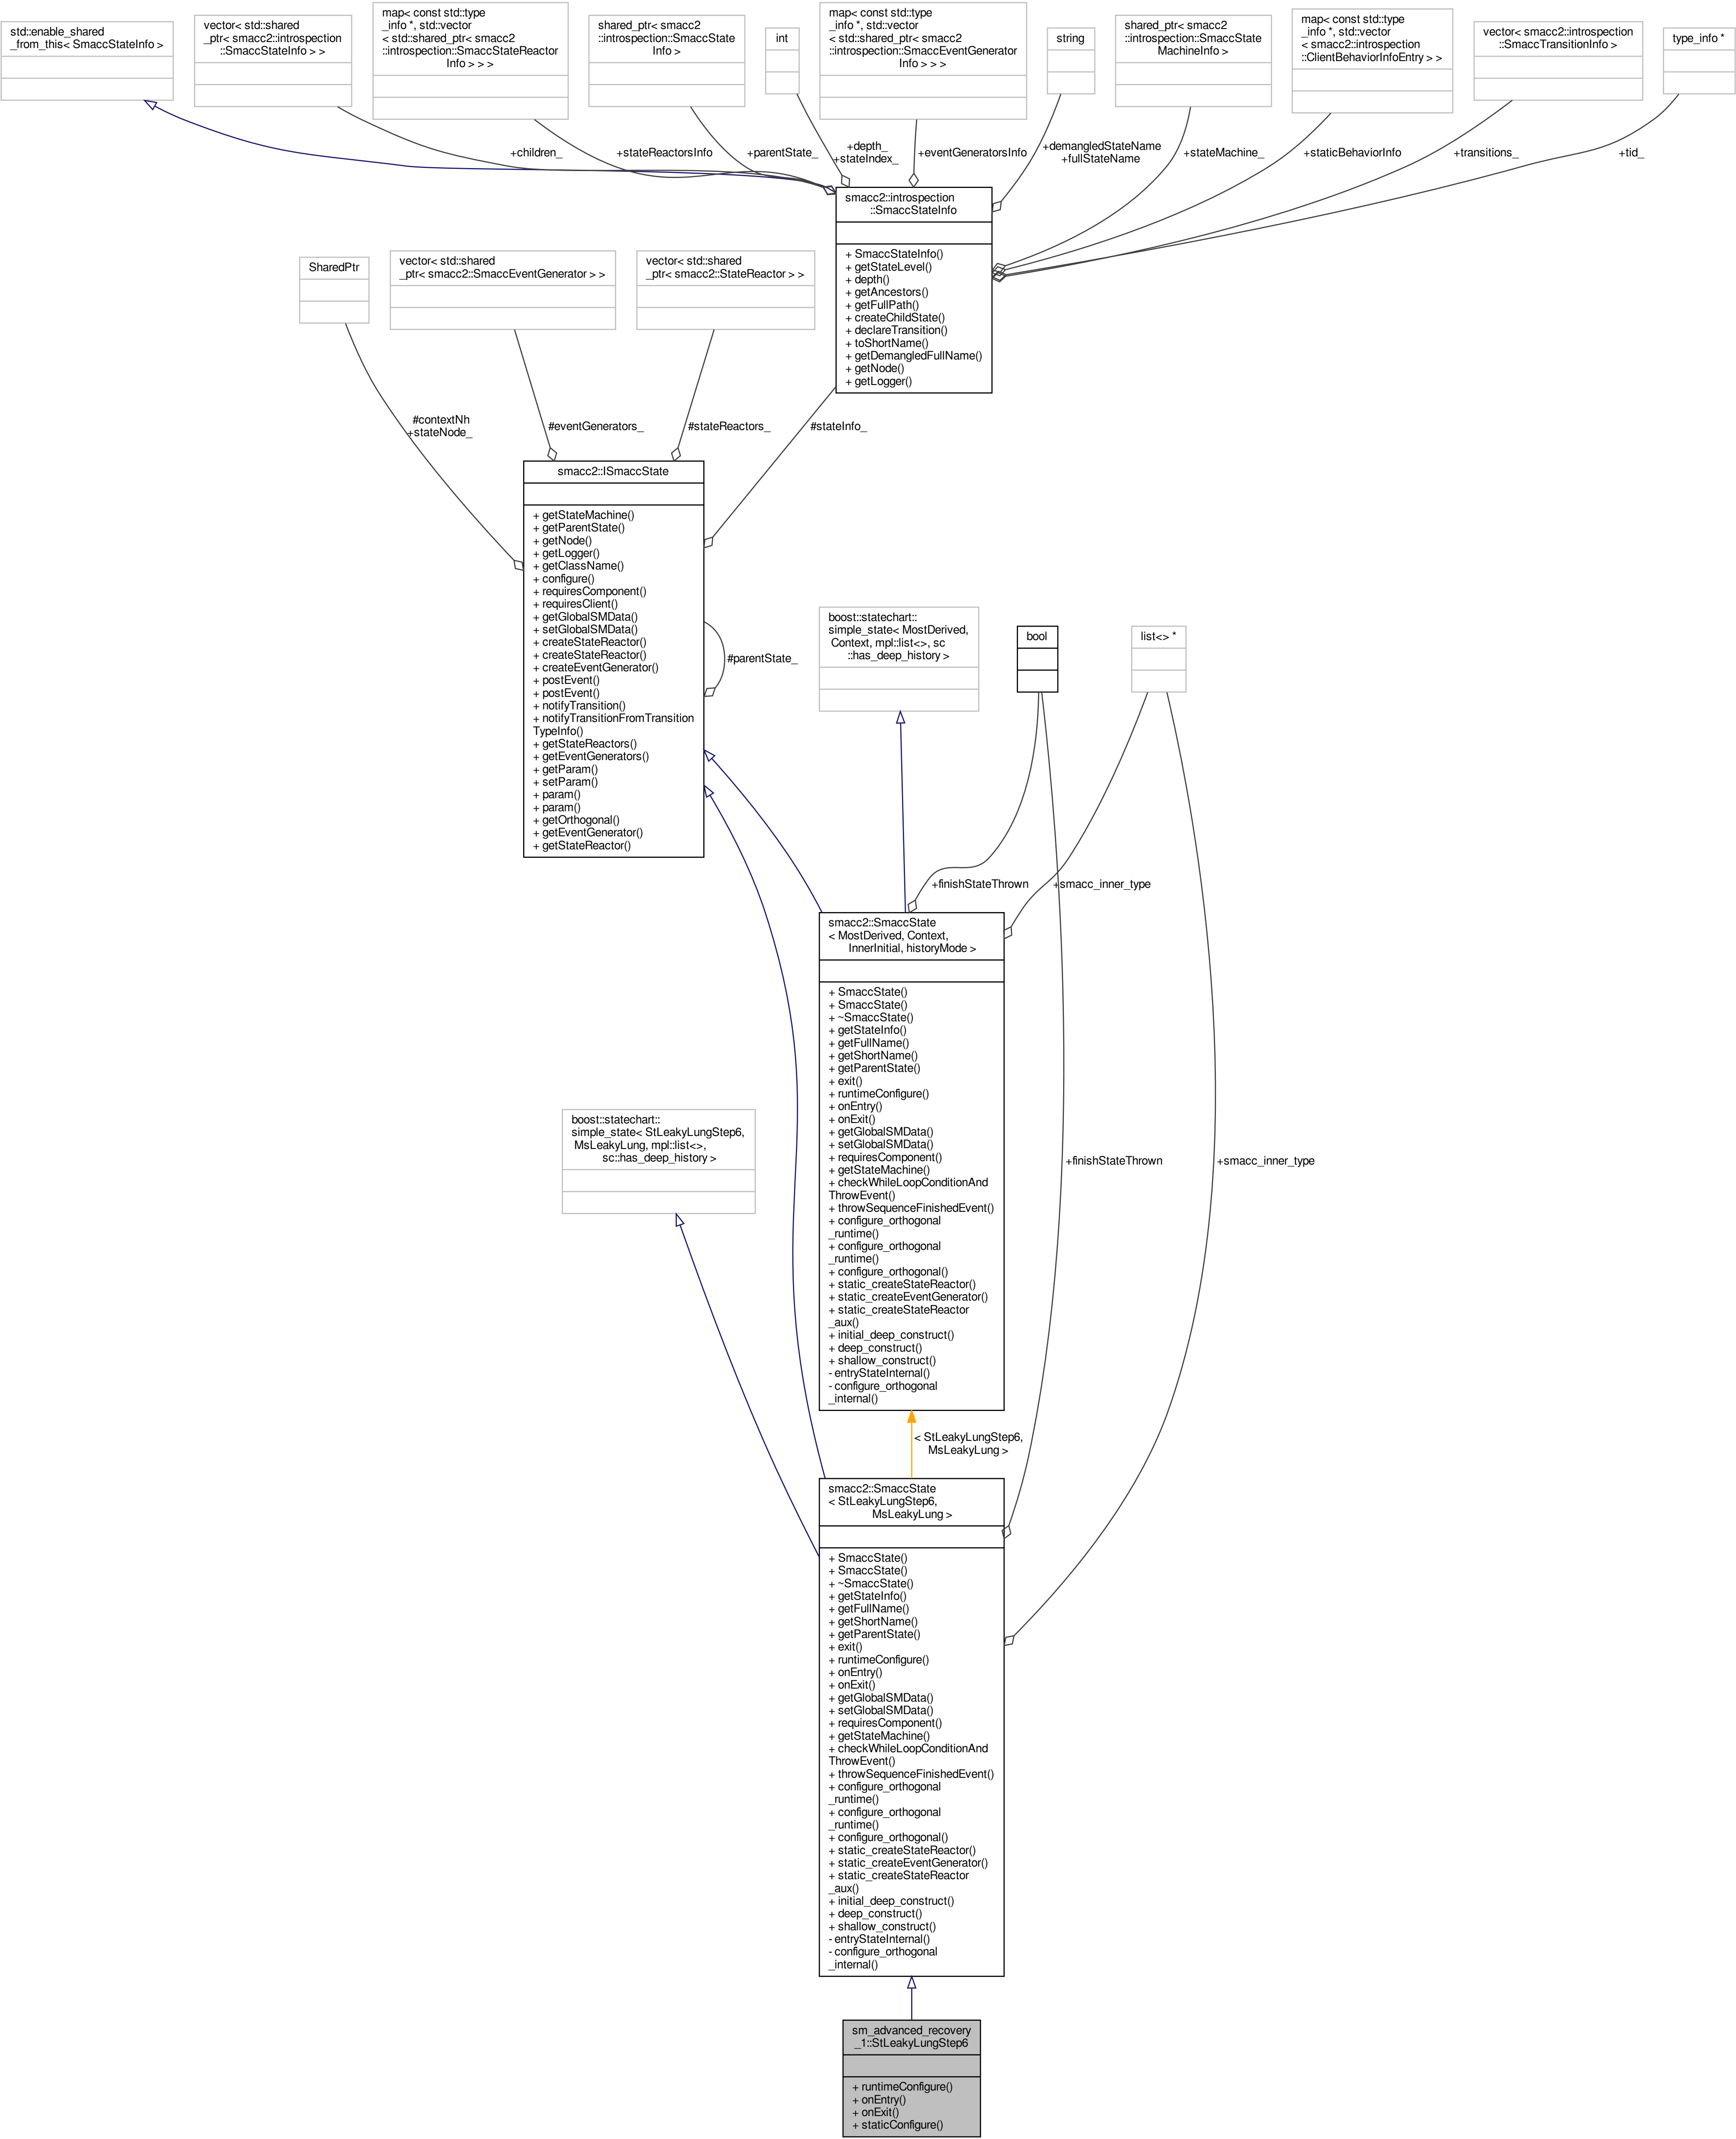 std::enable_shared
_from_this< SmaccStateInfo >
vector< std::shared
_ptr< smacc2::introspection
::SmaccStateInfo > >
map< const std::type
_info *, std::vector
< std::shared_ptr< smacc2
::introspection::SmaccStateReactor
Info > > >
shared_ptr< smacc2
::introspection::SmaccState
Info >
int
map< const std::type
_info *, std::vector
< std::shared_ptr< smacc2
::introspection::SmaccEventGenerator
Info > > >
string
shared_ptr< smacc2
::introspection::SmaccState
MachineInfo >
map< const std::type
_info *, std::vector
< smacc2::introspection
::ClientBehaviorInfoEntry > >
vector< smacc2::introspection
::SmaccTransitionInfo >
type_info *
+children_
+stateReactorsInfo
+parentState_
+depth_
+stateIndex_
+eventGeneratorsInfo
+demangledStateName
+fullStateName
+stateMachine_
+staticBehaviorInfo
+transitions_
+tid_
smacc2::introspection
::SmaccStateInfo
+ SmaccStateInfo()
+ getStateLevel()
+ depth()
+ getAncestors()
+ getFullPath()
+ createChildState()
+ declareTransition()
+ toShortName()
+ getDemangledFullName()
+ getNode()
+ getLogger()
SharedPtr
vector< std::shared
_ptr< smacc2::SmaccEventGenerator > >
vector< std::shared
_ptr< smacc2::StateReactor > >
#contextNh
+stateNode_
#eventGenerators_
#stateReactors_
#stateInfo_
smacc2::ISmaccState
+ getStateMachine()
+ getParentState()
+ getNode()
+ getLogger()
+ getClassName()
+ configure()
+ requiresComponent()
+ requiresClient()
+ getGlobalSMData()
+ setGlobalSMData()
+ createStateReactor()
+ createStateReactor()
+ createEventGenerator()
+ postEvent()
+ postEvent()
+ notifyTransition()
+ notifyTransitionFromTransition
TypeInfo()
+ getStateReactors()
+ getEventGenerators()
+ getParam()
+ setParam()
+ param()
+ param()
+ getOrthogonal()
+ getEventGenerator()
+ getStateReactor()
#parentState_
boost::statechart::
simple_state< MostDerived,
Context, mpl::list<>, sc
::has_deep_history >
bool
list<> *
+finishStateThrown
+smacc_inner_type
smacc2::SmaccState
< MostDerived, Context,
InnerInitial, historyMode >
+ SmaccState()
+ SmaccState()
+ ~SmaccState()
+ getStateInfo()
+ getFullName()
+ getShortName()
+ getParentState()
+ exit()
+ runtimeConfigure()
+ onEntry()
+ onExit()
+ getGlobalSMData()
+ setGlobalSMData()
+ requiresComponent()
+ getStateMachine()
+ checkWhileLoopConditionAnd
ThrowEvent()
+ throwSequenceFinishedEvent()
+ configure_orthogonal
_runtime()
+ configure_orthogonal
_runtime()
+ configure_orthogonal()
+ static_createStateReactor()
+ static_createEventGenerator()
+ static_createStateReactor
_aux()
+ initial_deep_construct()
+ deep_construct()
+ shallow_construct()
- entryStateInternal()
- configure_orthogonal
_internal()
boost::statechart::
simple_state< StLeakyLungStep6,
MsLeakyLung, mpl::list<>,
sc::has_deep_history >
+finishStateThrown
+smacc_inner_type
< StLeakyLungStep6,
MsLeakyLung >
smacc2::SmaccState
< StLeakyLungStep6,
MsLeakyLung >
+ SmaccState()
+ SmaccState()
+ ~SmaccState()
+ getStateInfo()
+ getFullName()
+ getShortName()
+ getParentState()
+ exit()
+ runtimeConfigure()
+ onEntry()
+ onExit()
+ getGlobalSMData()
+ setGlobalSMData()
+ requiresComponent()
+ getStateMachine()
+ checkWhileLoopConditionAnd
ThrowEvent()
+ throwSequenceFinishedEvent()
+ configure_orthogonal
_runtime()
+ configure_orthogonal
_runtime()
+ configure_orthogonal()
+ static_createStateReactor()
+ static_createEventGenerator()
+ static_createStateReactor
_aux()
+ initial_deep_construct()
+ deep_construct()
+ shallow_construct()
- entryStateInternal()
- configure_orthogonal
_internal()
sm_advanced_recovery
_1::StLeakyLungStep6
+ runtimeConfigure()
+ onEntry()
+ onExit()
+ staticConfigure()